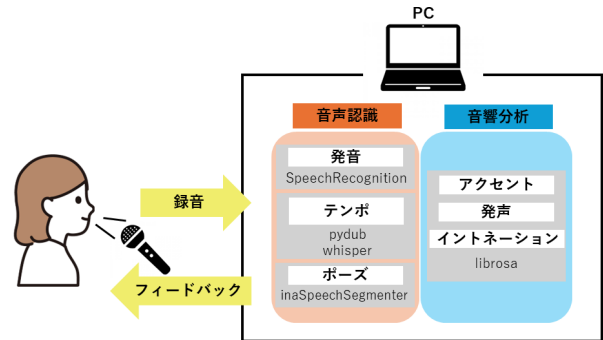 PC
音声認識
音響分析
発音
SpeechRecognition
テンポ
pydub
whisper
ポーズ
inaSpeechSegmenter
アクセント
発声
イントネーション
librosa
録音
フィードバック